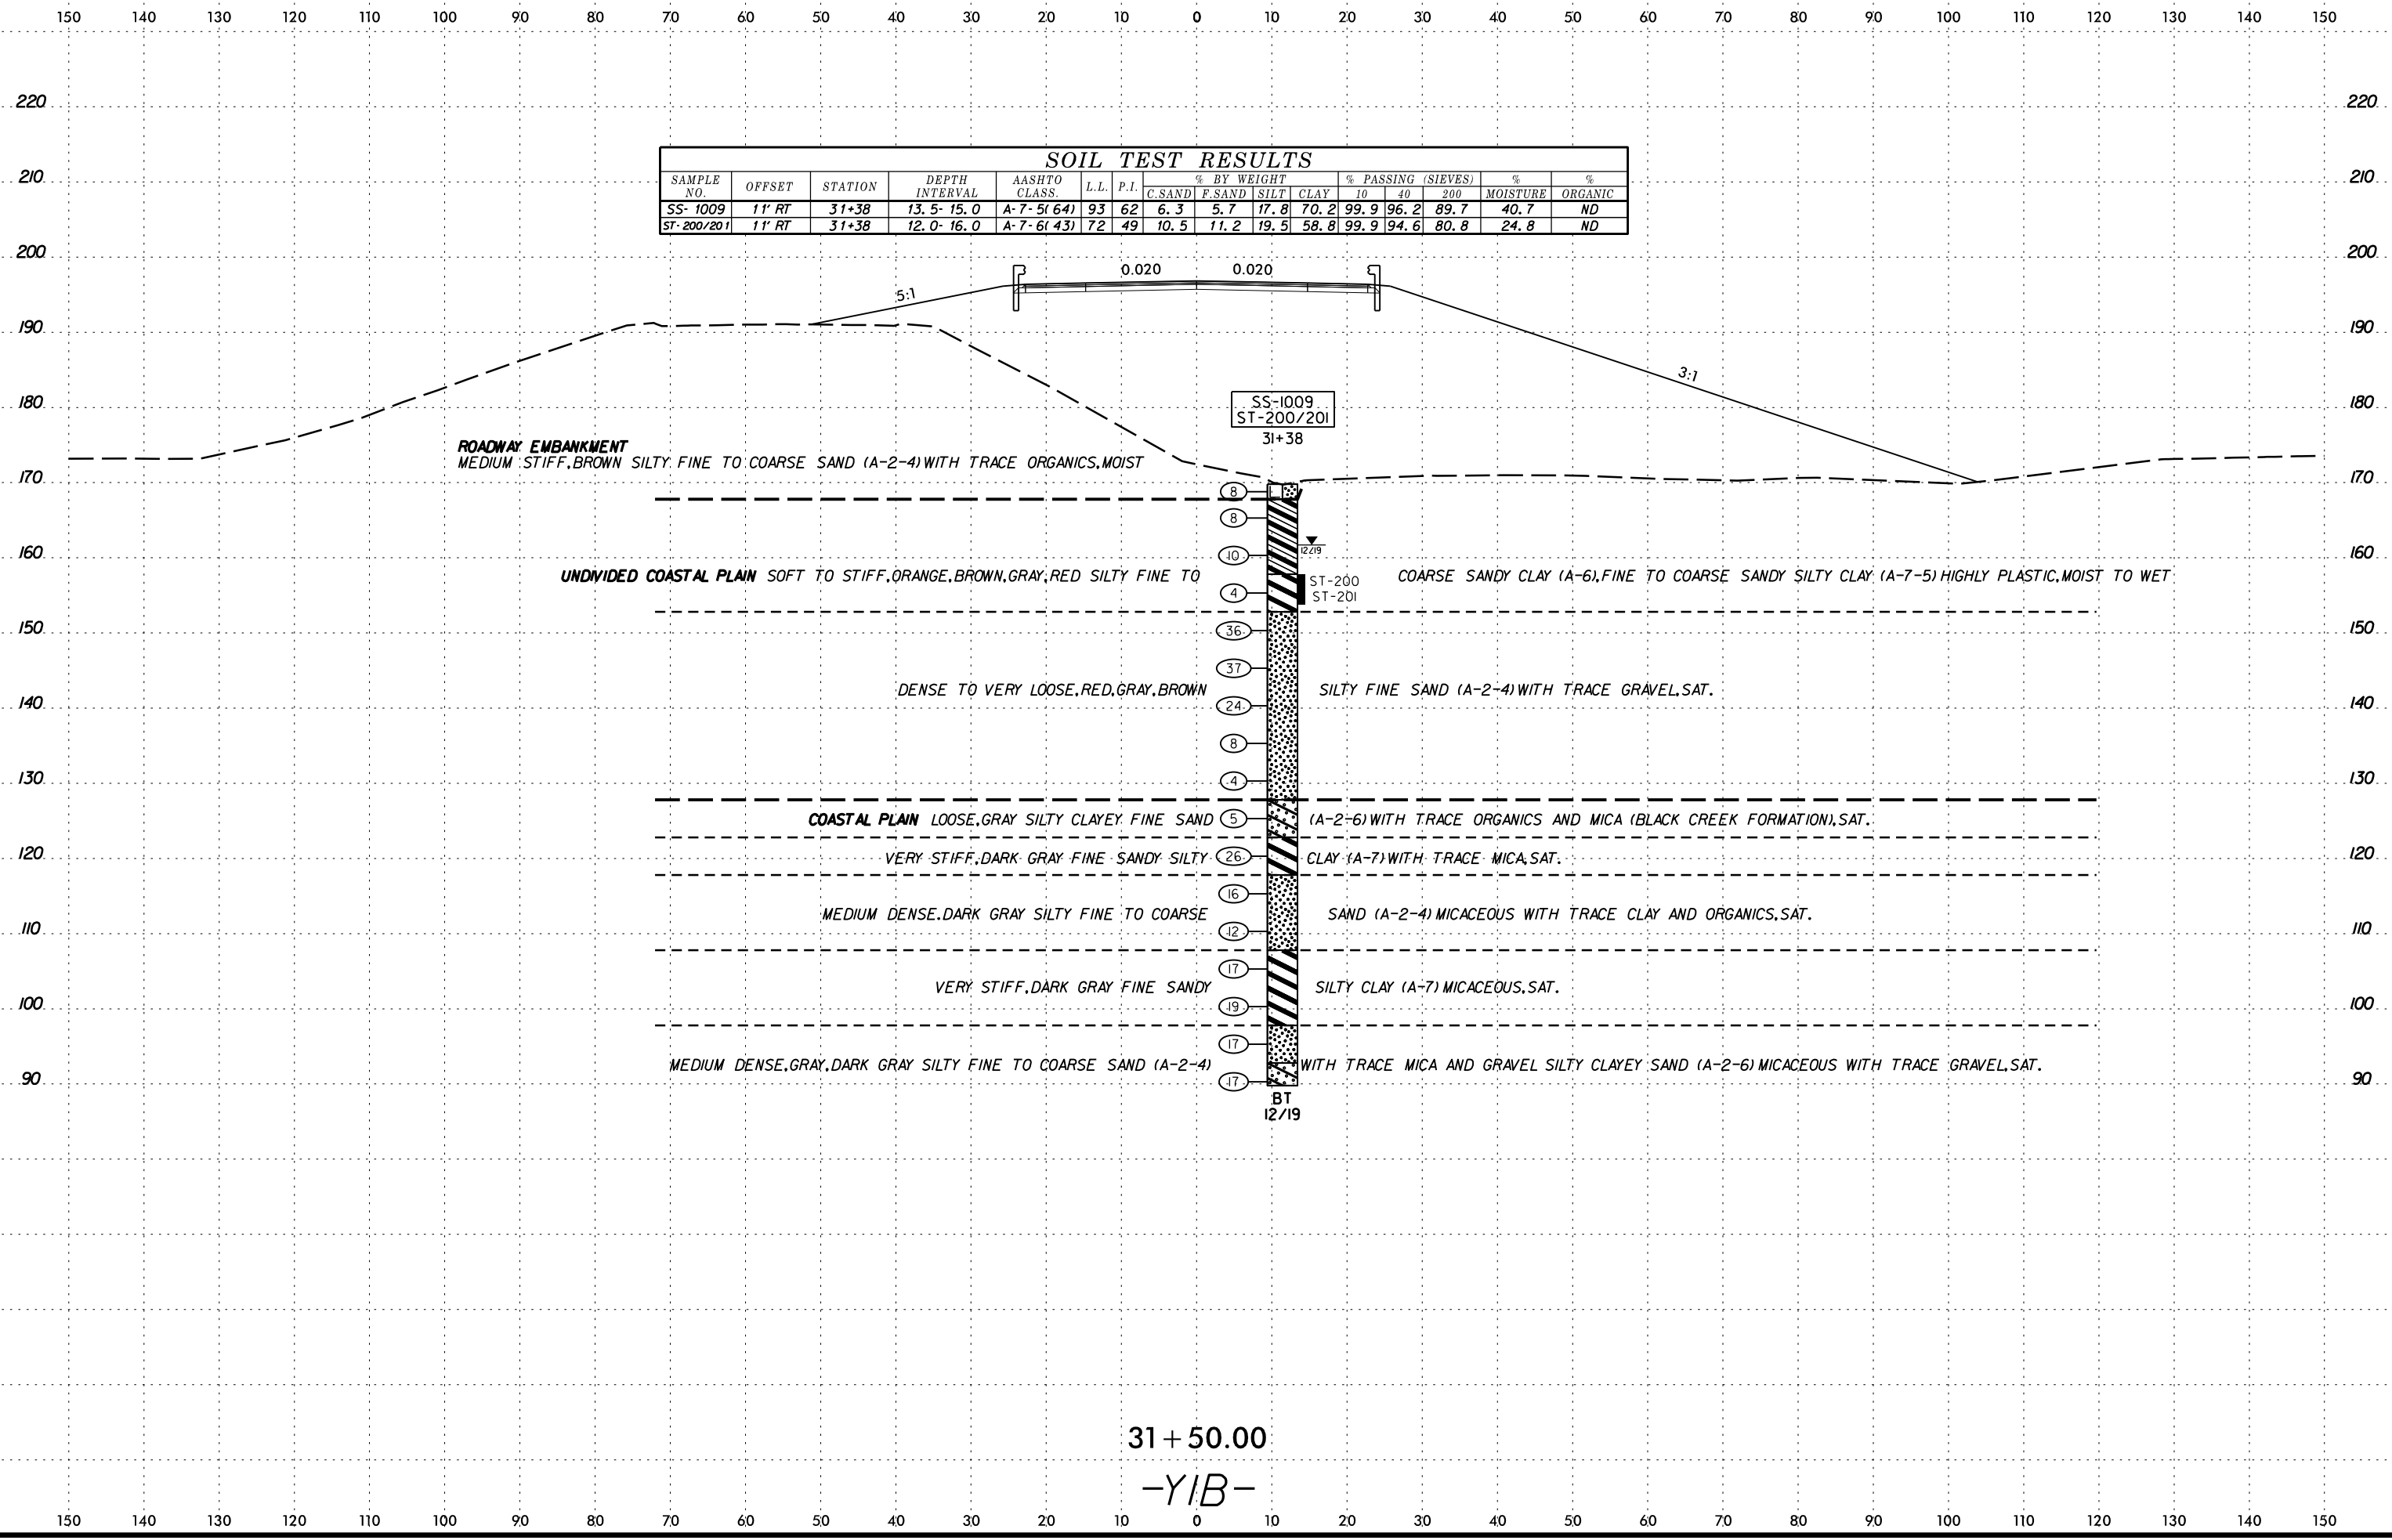 150 140 130 120 110 100 90 80 70 60 50 40 30 20 10 0 10 20 30 40 50 60 70 80 90 100 110 120 130 140 150
220 220
SOIL TEST RESULTS
SAMPLE NO. OFFSET STATION DEPTH INTERVAL AASHTO CLASS. L.L. P.I. % BY WEIGHT % PASSING (SIEVES) % MOISTURE % ORGANIC
C.SAND F.SAND SILT CLAY 10 40 200
SS-1009 11' RT 31+38 13.5-15.0 A-7-5(64) 93 62 6.3 5.7 17.8 70.2 99.9 96.2 89.7 40.7 ND
ST-200/201 11' RT 31+38 12.0-16.0 A-7-6(43) 72 49 10.5 11.2 19.5 58.8 99.9 94.6 80.8 24.8 ND
210 210
200 200
0.020 0.020
5:1
190 190
3:1
180 180
SS-1009
ST-200/201
31+38
ROADWAY EMBANKMENT
MEDIUM STIFF,BROWN SILTY FINE TO COARSE SAND (A-2-4)WITH TRACE ORGANICS,MOIST
170 170
8
L
8
12/19
160 10 160
UNDIVIDED COASTAL PLAIN SOFT TO STIFF,ORANGE,BROWN,GRAY,RED SILTY FINE TO COARSE SANDY CLAY (A-6),FINE TO COARSE SANDY SILTY CLAY (A-7-5)HIGHLY PLASTIC,MOIST TO WET
ST-200
4 ST-201
150 36 150
37
DENSE TO VERY LOOSE,RED,GRAY,BROWN SILTY FINE SAND (A-2-4)WITH TRACE GRAVEL,SAT.
140 24 140
8
130 4 130
COASTAL PLAIN LOOSE,GRAY SILTY CLAYEY FINE SAND 5 (A-2-6)WITH TRACE ORGANICS AND MICA (BLACK CREEK FORMATION),SAT.
120 120
VERY STIFF,DARK GRAY FINE SANDY SILTY 26 CLAY (A-7)WITH TRACE MICA,SAT.
16
MEDIUM DENSE.DARK GRAY SILTY FINE TO COARSE SAND (A-2-4)MICACEOUS WITH TRACE CLAY AND ORGANICS,SAT.
110 12 110
17
VERY STIFF,DARK GRAY FINE SANDY SILTY CLAY (A-7)MICACEOUS,SAT.
100 19 100
17
MEDIUM DENSE,GRAY,DARK GRAY SILTY FINE TO COARSE SAND (A-2-4) WITH TRACE MICA AND GRAVEL SILTY CLAYEY SAND (A-2-6)MICACEOUS WITH TRACE GRAVEL,SAT.
90 17 90
BT
12/19
31+50.00
-Y1B-
150 140 130 120 110 100 90 80 70 60 50 40 30 20 10 0 10 20 30 40 50 60 70 80 90 100 110 120 130 140 150